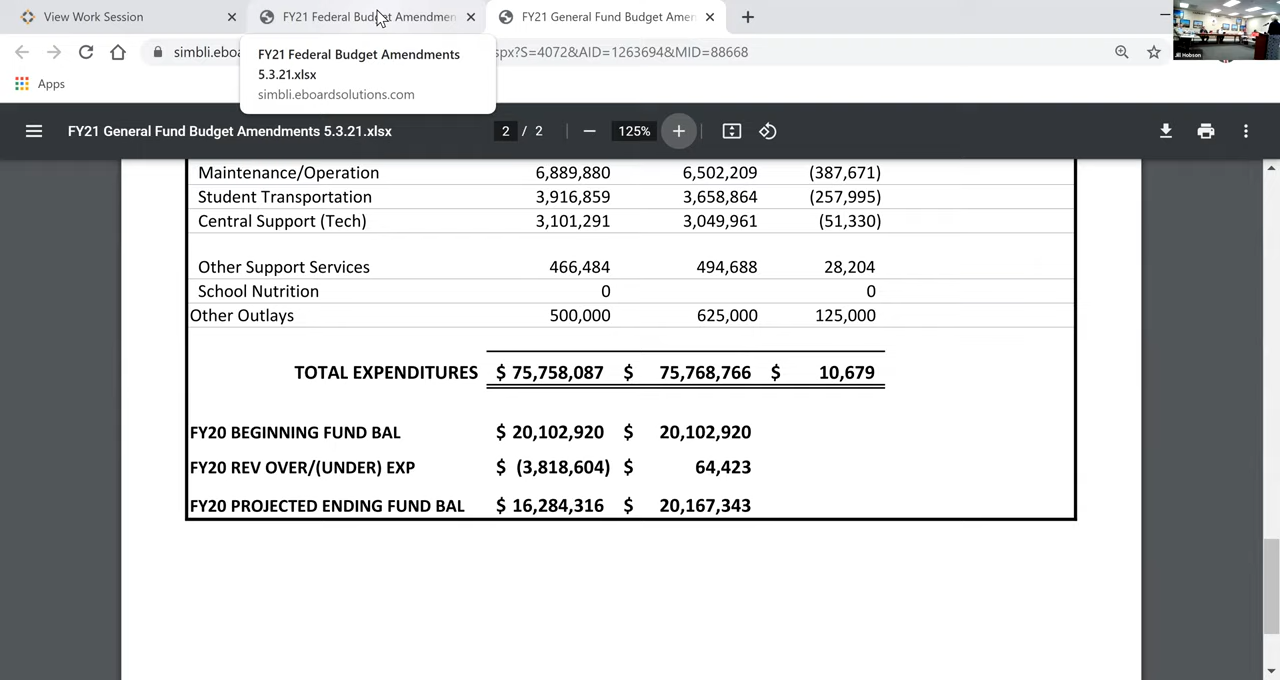 View Work Session
FY21 Federal Budget Amendmen
FY21 General Fund Budget Amen
simbli.eboa
spx?S=4072&AID=1263694&MID=88668
FY21 Federal Budget Amendments
5.3.21.xlsx
simbli.eboardsolutions.com
Apps
Jill Hobson
FY21 General Fund Budget Amendments 5.3.21.xlsx
2 / 2
125%
Maintenance/Operation 6,889,880 6,502,209 (387,671)
Student Transportation 3,916,859 3,658,864 (257,995)
Central Support (Tech) 3,101,291 3,049,961 (51,330)
Other Support Services 466,484 494,688 28,204
School Nutrition 0 0
Other Outlays 500,000 625,000 125,000
TOTAL EXPENDITURES $ 75,758,087 $ 75,768,766 $ 10,679
FY20 BEGINNING FUND BAL $ 20,102,920 $ 20,102,920
FY20 REV OVER/(UNDER) EXP $ (3,818,604) $ 64,423
FY20 PROJECTED ENDING FUND BAL $ 16,284,316 $ 20,167,343